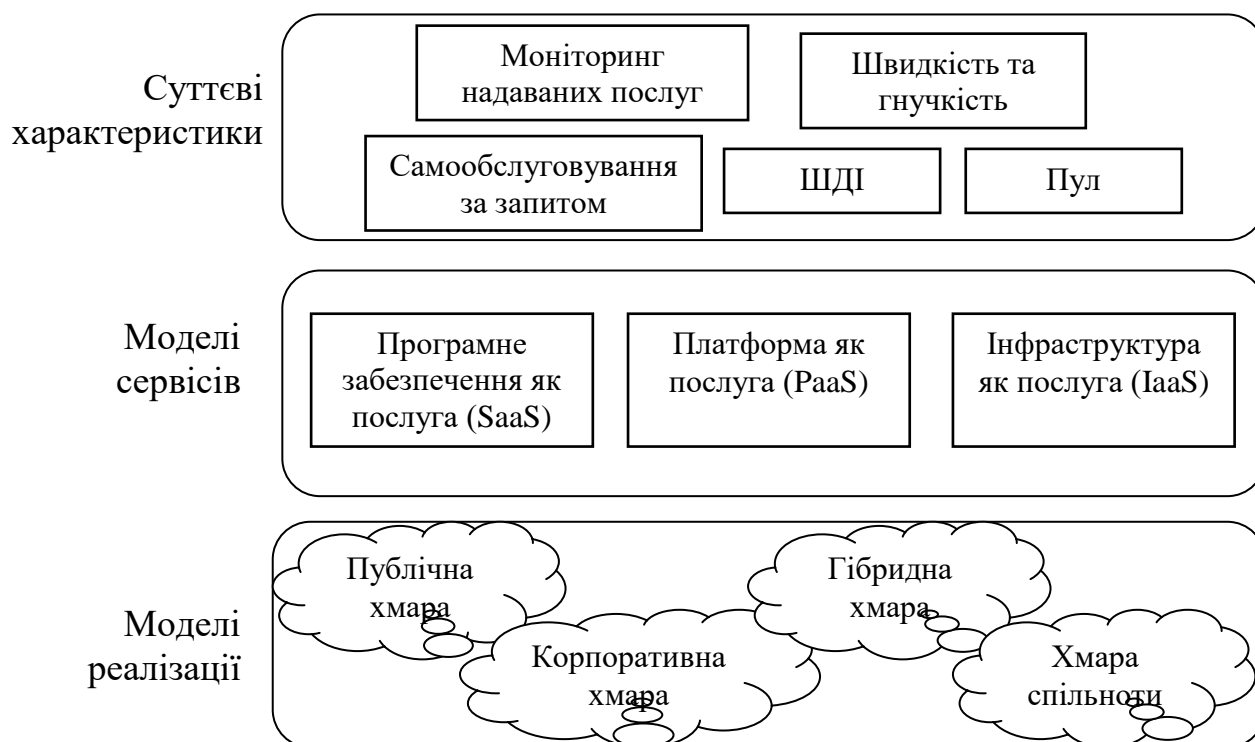 Суттєві
характеристики
Моніторинг
надаваних послуг
Швидкість та
гнучкість
Самообслуговування
за запитом
ШДІ
Пул
Моделі
сервісів
Програмне
забезпечення як
послуга (SaaS)
Платформа як
послуга (PaaS)
Інфраструктура
як послуга (IaaS)
Моделі
реалізації
Публічна
хмара
Корпоративна
хмара
Гібридна
хмара
Хмара
спільноти